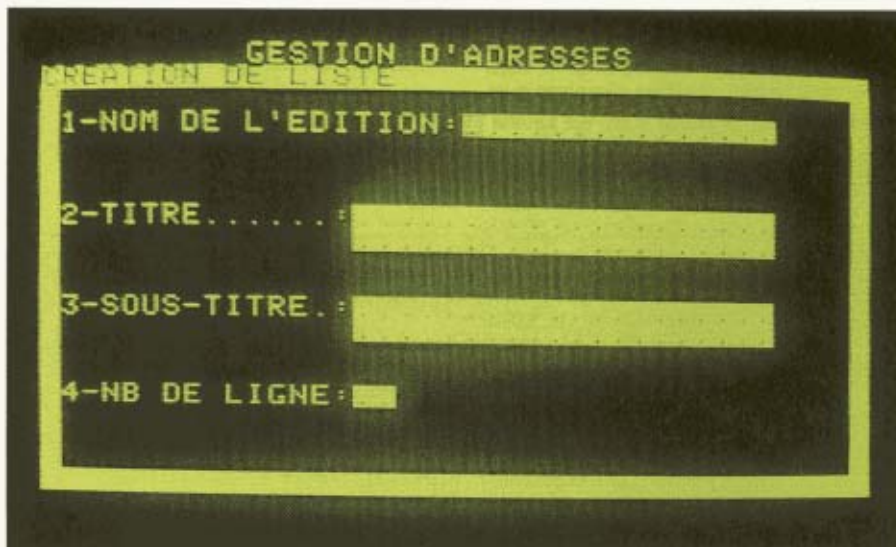 GESTION D'ADRESSES
CREATION DE LISTE
1-NOM DE L'EDITION:
2-TITRE......:
3-SOUS-TITRE.:
4-NB DE LIGNE: